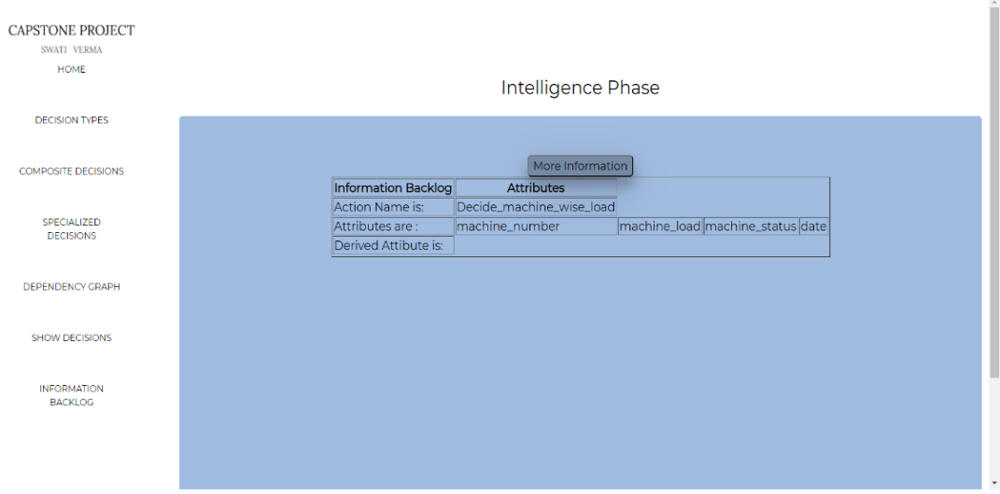 CAPSTONE PROJECT
SWATI VERMA
HOME
DECISION TYPES
COMPOSITE DECISIONS
SPECIALIZED
DECISIONS
DEPENDENCY GRAPH
SHOW DECISIONS
INFORMATION
BACKLOG
Intelligence Phase
More Information
Information Backlog Attributes
Action Name is: Decide_machine_wise_load
Attributes are : machine_number machine_load machine_status date
Derived Attibute is: